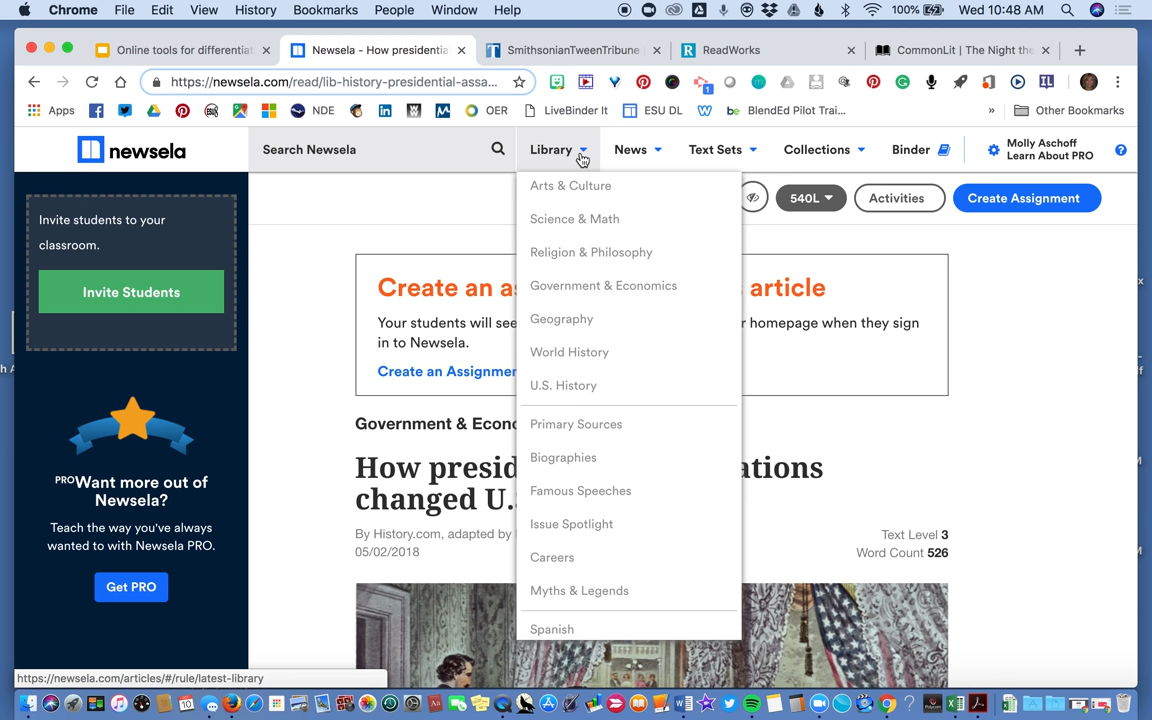 Chrome File Edit View History Bookmarks People Window Help 100% Wed 10:48 AM
Online tools for differentiat × Newsela - How presidentia × SmithsonianTweenTribune × ReadWorks × CommonLit | The Night the × +
https://newsela.com/read/lib-history-presidential-assa...
Apps NDE OER LiveBinder It ESU DL BlendEd Pilot Trai... » Other Bookmarks
newsela Search Newsela Library News Text Sets Collections Binder Molly Aschoff
Learn About PRO
Invite students to your
classroom.
Invite Students
PROWant more out of
Newsela?
Teach the way you've always
wanted to with Newsela PRO.
Get PRO
Arts & Culture
Science & Math
Religion & Philosophy
Government & Economics
Geography
World History
U.S. History
Primary Sources
Biographies
Famous Speeches
Issue Spotlight
Careers
Myths & Legends
Spanish
540L Activities Create Assignment
Create an as article
Your students will see r homepage when they sign
in to Newsela.
Create an Assignmen
Government & Econo
How presid ations
changed U.S
By History.com, adapted by
05/02/2018
Text Level 3
Word Count 526
https://newsela.com/articles/#/rule/latest-library